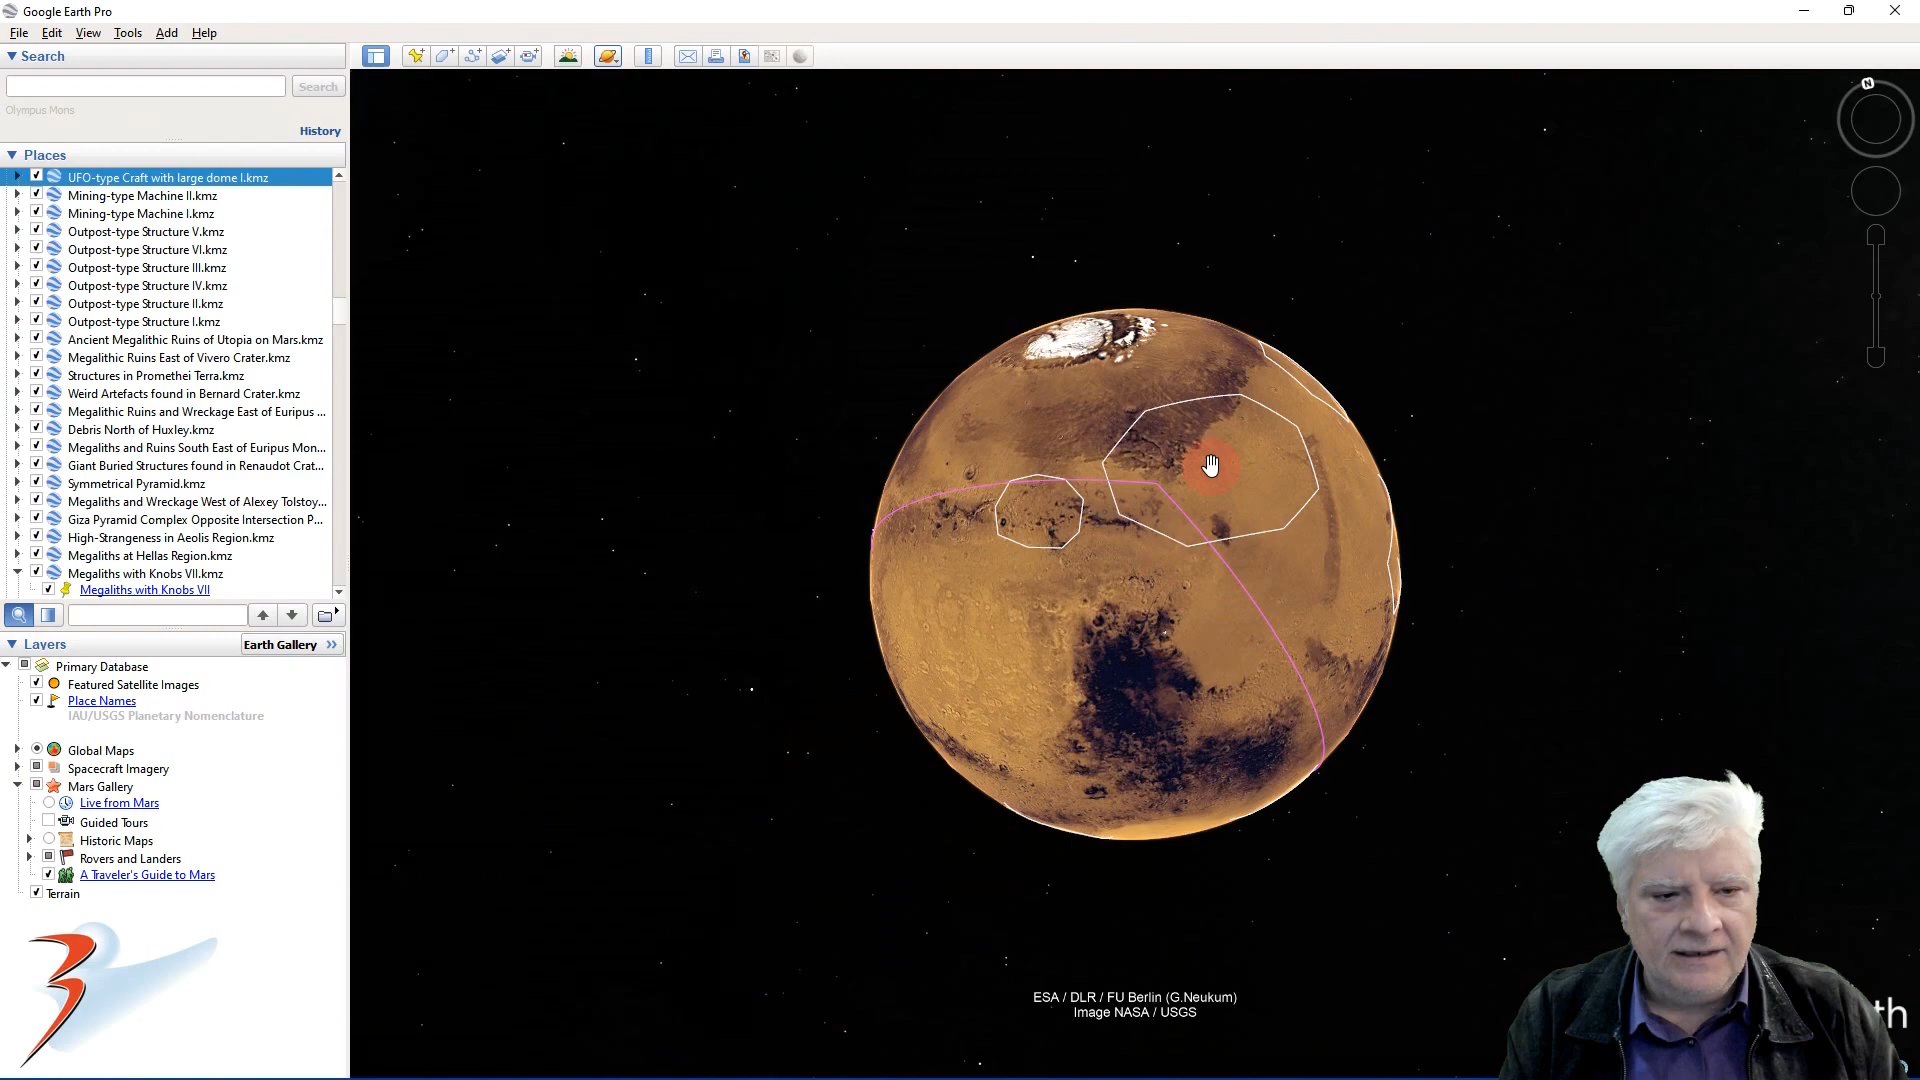 Google Earth Pro
File Edit View Tools Add Help
Search
Search
Olympus Mons
History
Places
UFO-type Craft with large dome I.kmz
Mining-type Machine II.kmz
Mining-type Machine I.kmz
Outpost-type Structure V.kmz
Outpost-type Structure VI.kmz
Outpost-type Structure III.kmz
Outpost-type Structure IV.kmz
Outpost-type Structure II.kmz
Outpost-type Structure I.kmz
Ancient Megalithic Ruins of Utopia on Mars.kmz
Megalithic Ruins East of Vivero Crater.kmz
Structures in Promethei Terra.kmz
Weird Artefacts found in Bernard Crater.kmz
Megalithic Ruins and Wreckage East of Euripus ...
Debris North of Huxley.kmz
Megaliths and Ruins South East of Euripus Mon...
Giant Buried Structures found in Renaudot Crat...
Symmetrical Pyramid.kmz
Megaliths and Wreckage West of Alexey Tolstoy...
Giza Pyramid Complex Opposite Intersection P...
High-Strangeness in Aeolis Region.kmz
Megaliths at Hellas Region.kmz
Megaliths with Knobs VII.kmz
Megaliths with Knobs VII
Layers
Earth Gallery >>
Primary Database
Featured Satellite Images
Place Names
IAU/USGS Planetary Nomenclature
Global Maps
Spacecraft Imagery
Mars Gallery
Live from Mars
Guided Tours
Historic Maps
Rovers and Landers
A Traveler's Guide to Mars
Terrain
N
ESA / DLR / FU Berlin (G.Neukum)
Image NASA / USGS
th